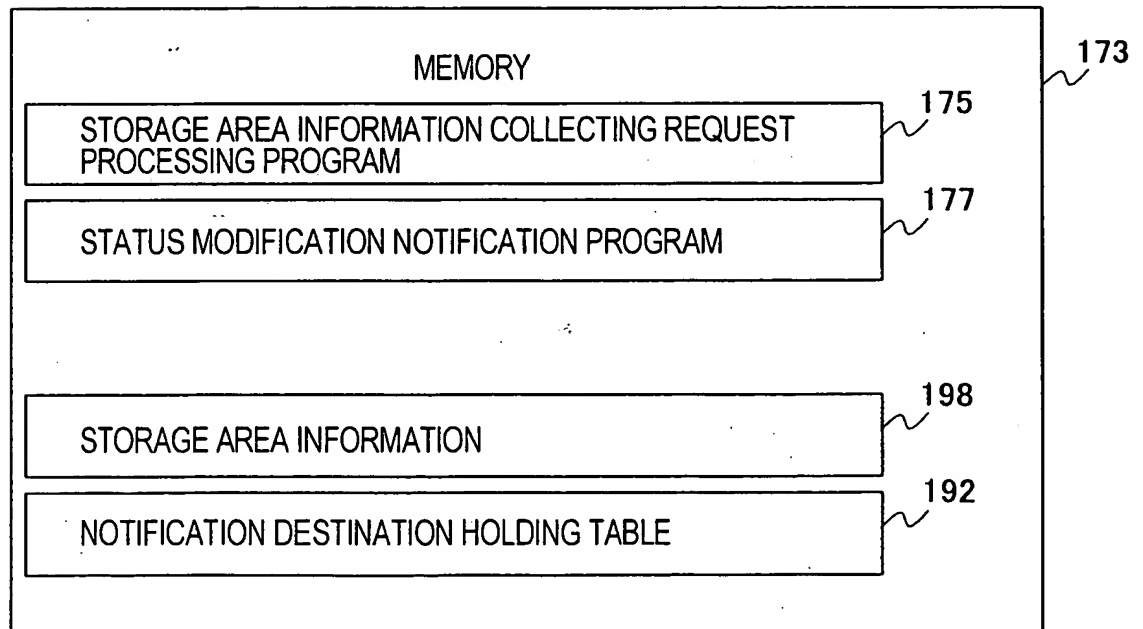 MEMORY
173
STORAGE AREA INFORMATION COLLECTING REQUEST
PROCESSING PROGRAM
175
STATUS MODIFICATION NOTIFICATION PROGRAM
177
STORAGE AREA INFORMATION
198
NOTIFICATION DESTINATION HOLDING TABLE
192